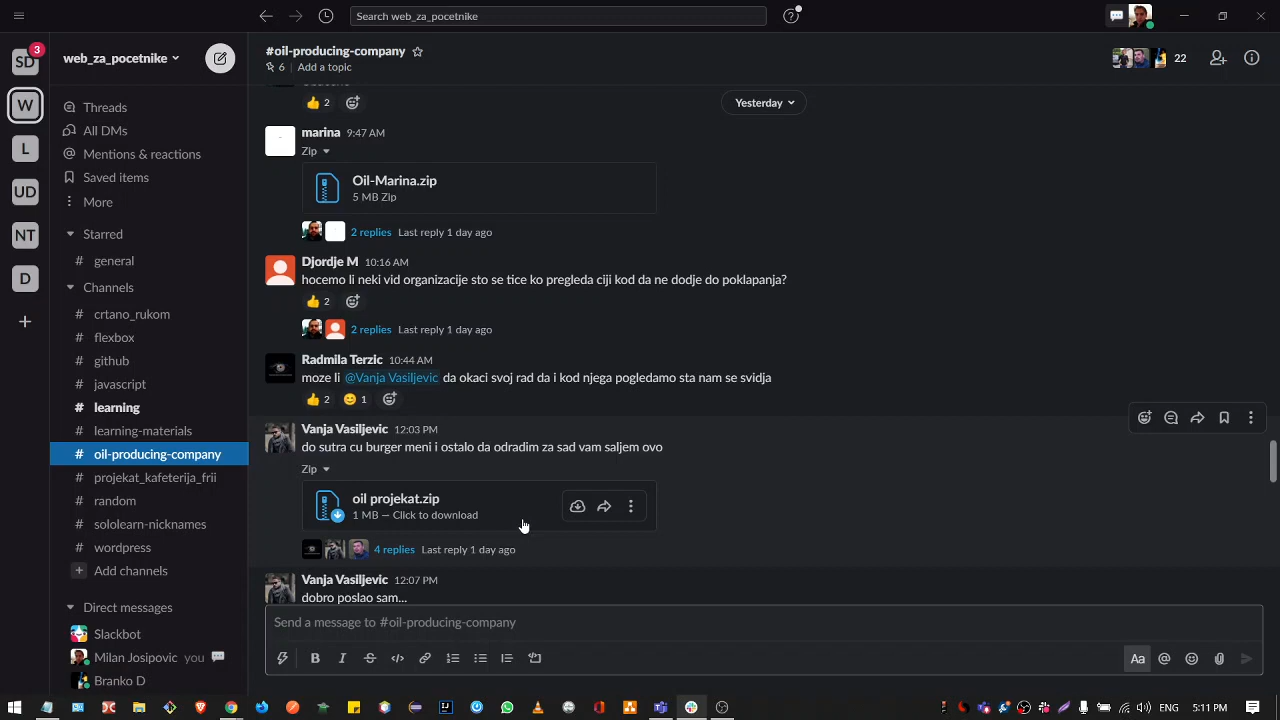 Search web_za_pocetnike
SD
3
W
L
UD
NT
D
web_za_pocetnike
Threads
All DMs
Mentions & reactions
Saved items
More
Starred
# general
Channels
# crtano_rukom
# flexbox
# github
# javascript
# learning
# learning-materials
# oil-producing-company
# projekat_kafeterija_frii
# random
# sololearn-nicknames
# wordpress
+ Add channels
Direct messages
Slackbot
Milan Josipovic you
Branko D
#oil-producing-company
6 Add a topic
22
2
Yesterday
marina 9:47 AM
Zip
Oil-Marina.zip
5 MB Zip
2 replies Last reply 1 day ago
Djordje M 10:16 AM
hocemo li neki vid organizacije sto se tice ko pregleda ciji kod da ne dodje do poklapanja?
2
2 replies Last reply 1 day ago
Radmila Terzic 10:44 AM
moze li @Vanja Vasiljevic da okaci svoj rad da i kod njega pogledamo sta nam se svidja
2 1
Vanja Vasiljevic 12:03 PM
do sutra cu burger meni i ostalo da odradim za sad vam saljem ovo
Zip
oil projekat.zip
1 MB — Click to download
4 replies Last reply 1 day ago
Vanja Vasiljevic 12:07 PM
dobro poslao sam...
Send a message to #oil-producing-company
B I S Aa @
ENG 5:11 PM